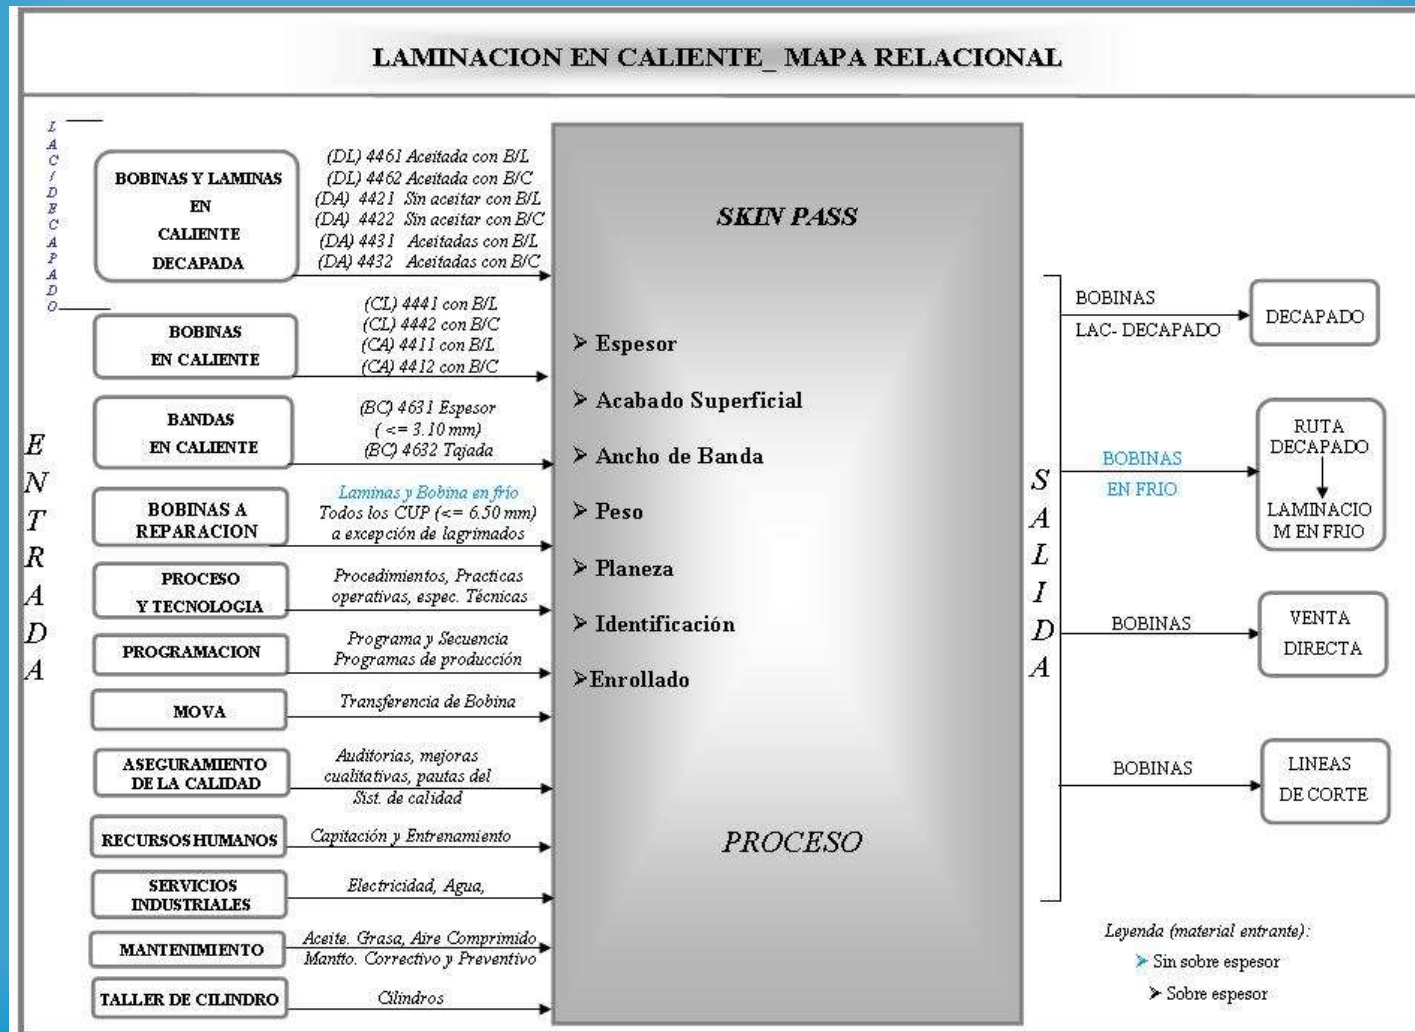 LAMINACION EN CALIENTE_ MAPA RELACIONAL
LAC/DECAPADO
ENTRADA
BOBINAS Y LAMINAS
EN
CALIENTE
DECAPADA
(DL) 4461 Aceitada con B/L
(DL) 4462 Aceitada con B/C
(DA) 4421 Sin aceitar con B/L
(DA) 4422 Sin aceitar con B/C
(DA) 4431 Aceitadas con B/L
(DA) 4432 Aceitadas con B/C
BOBINAS
EN CALIENTE
(CL) 4441 con B/L
(CL) 4442 con B/C
(CA) 4411 con B/L
(CA) 4412 con B/C
BANDAS
EN CALIENTE
(BC) 4631 Espesor
( <= 3.10 mm)
(BC) 4632 Tajada
BOBINAS A
REPARACION
Laminas y Bobina en frío
Todos los CUP (<= 6.50 mm)
a excepción de lagrimados
PROCESO
Y TECNOLOGIA
Procedimientos, Practicas
operativas, espec. Técnicas
PROGRAMACION
Programa y Secuencia
Programas de producción
MOVA
Transferencia de Bobina
ASEGURAMIENTO
DE LA CALIDAD
Auditorias, mejoras
cualitativas, pautas del
Sist. de calidad
RECURSOS HUMANOS
Capitación y Entrenamiento
SERVICIOS
INDUSTRIALES
Electricidad, Agua,
MANTENIMIENTO
Aceite. Grasa, Aire Comprimido
Mantto. Correctivo y Preventivo
TALLER DE CILINDRO
Cilindros
SKIN PASS
➢ Espesor
➢ Acabado Superficial
➢ Ancho de Banda
➢ Peso
➢ Planeza
➢ Identificación
➢Enrollado
PROCESO
SALIDA
BOBINAS
LAC- DECAPADO
DECAPADO
BOBINAS
EN FRIO
RUTA
DECAPADO
LAMINACIO
M EN FRIO
BOBINAS
VENTA
DIRECTA
BOBINAS
LINEAS
DE CORTE
Leyenda (material entrante):
➢ Sin sobre espesor
➢ Sobre espesor